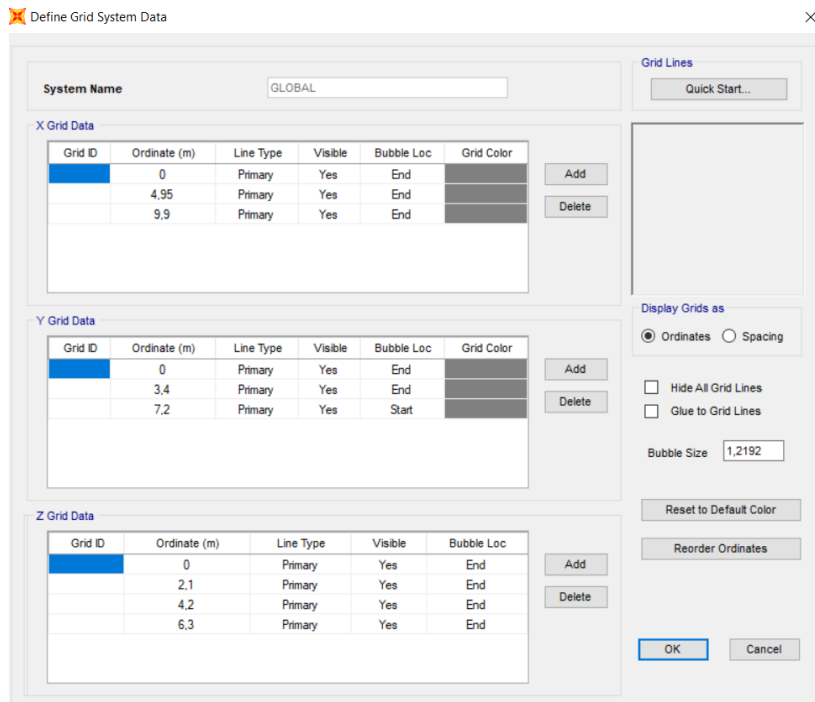 Define Grid System Data
Grid Lines
System Name GLOBAL Quick Start...
X Grid Data
Grid ID Ordinate (m) Line Type Visible Bubble Loc Grid Color
0 Primary Yes End Add
4,95 Primary Yes End
9,9 Primary Yes End Delete
Display Grids as
Y Grid Data
Ordinates Spacing
Grid ID Ordinate (m) Line Type Visible Bubble Loc Grid Color
0 Primary Yes End Add
3,4 Primary Yes End Hide All Grid Lines
7,2 Primary Yes Start Delete Glue to Grid Lines
Bubble Size 1,2192
Z Grid Data
Reset to Default Color
Grid ID Ordinate (m) Line Type Visible Bubble Loc Reorder Ordinates
0 Primary Yes End Add
2,1 Primary Yes End
4,2 Primary Yes End Delete
6,3 Primary Yes End
OK Cancel